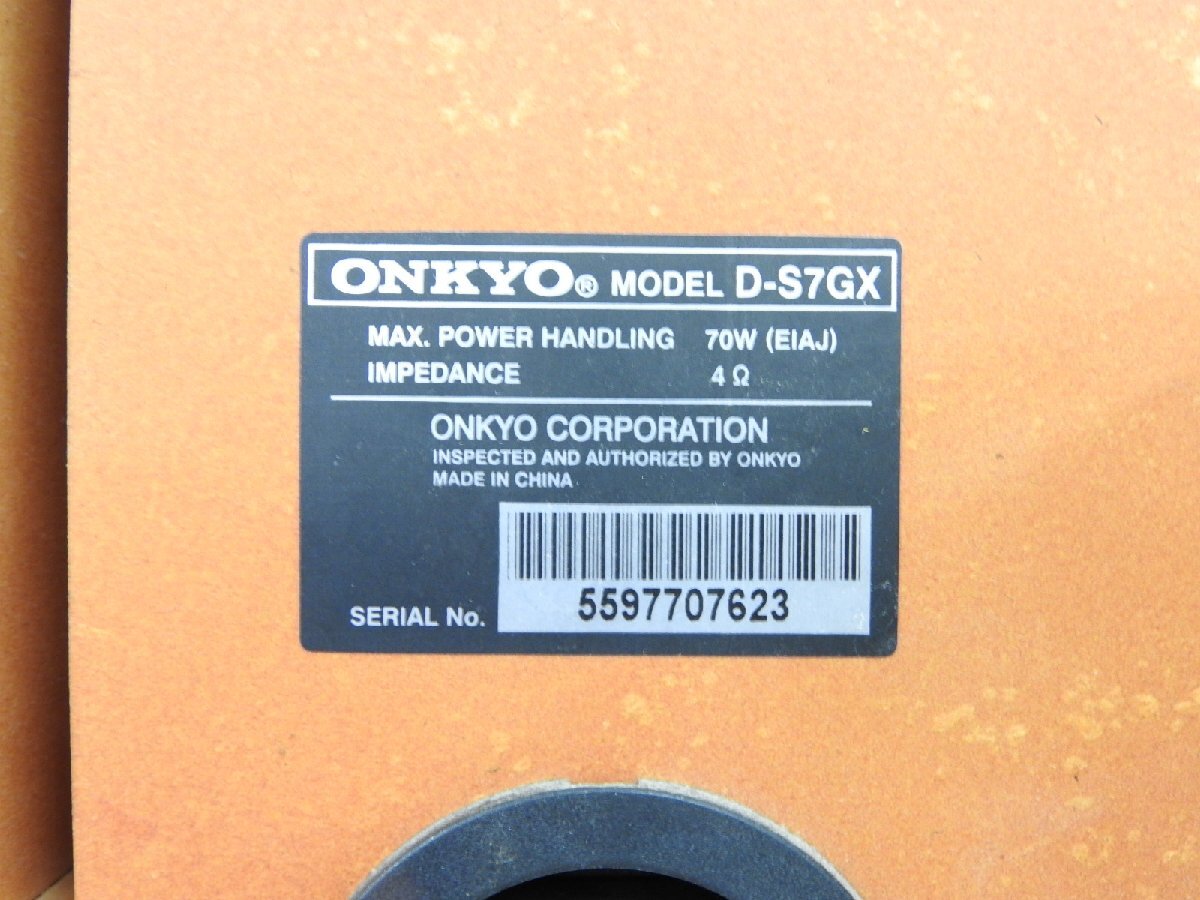 ONKYO® MODEL D-S7GX
MAX. POWER HANDLING 70W (EIAJ)
IMPEDANCE 4 Ω
ONKYO CORPORATION
INSPECTED AND AUTHORIZED BY ONKYO
MADE IN CHINA
SERIAL No. 5597707623